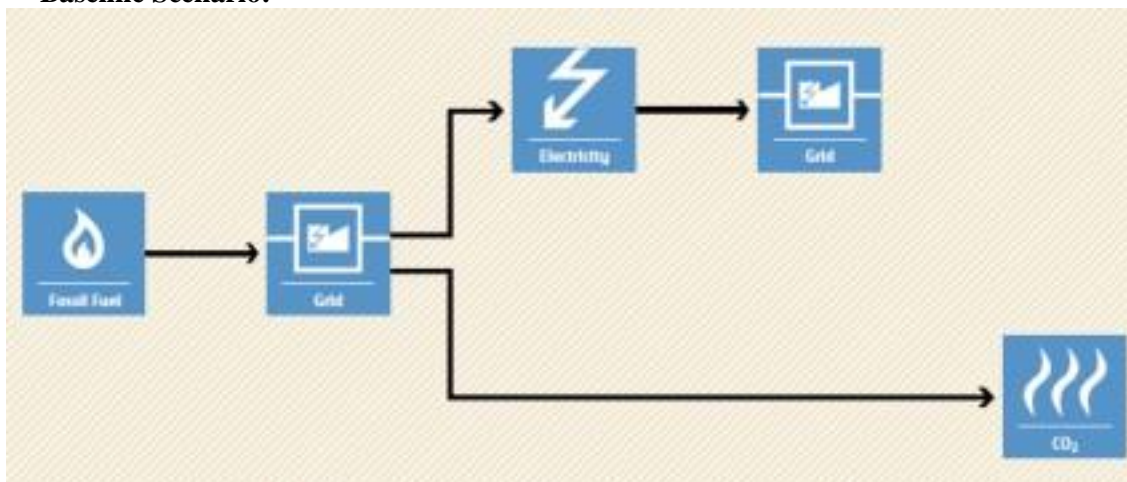 Baseline Scenario:
Electricity
Grid
Fossil Fuel
Grid
CO₂